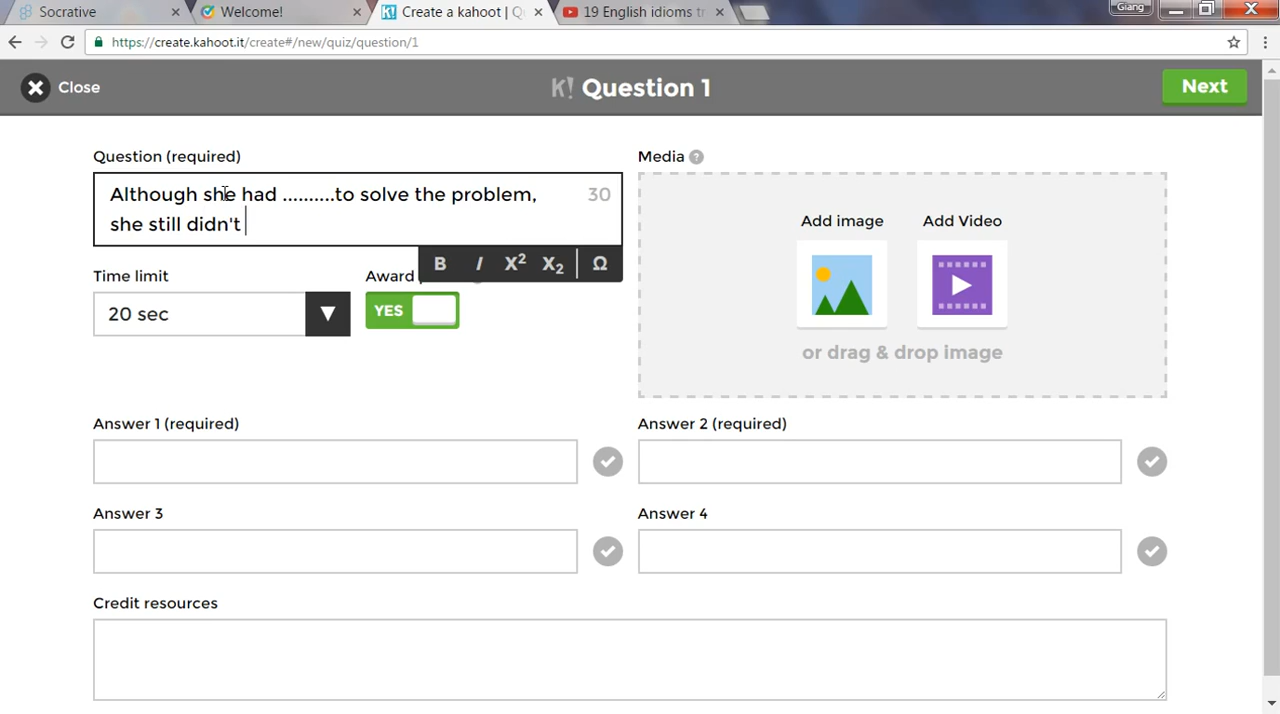 Socrative × Welcome! × Create a kahoot | Q × 19 English idioms tr × Giang
https://create.kahoot.it/create#/new/quiz/question/1
Close K! Question 1 Next
Question (required) Media ?
Although she had ..........to solve the problem, 30
she still didn't
Add image Add Video
B I X² X₂ Ω
Time limit Award
20 sec ▼ YES
or drag & drop image
Answer 1 (required) Answer 2 (required)
Answer 3 Answer 4
Credit resources